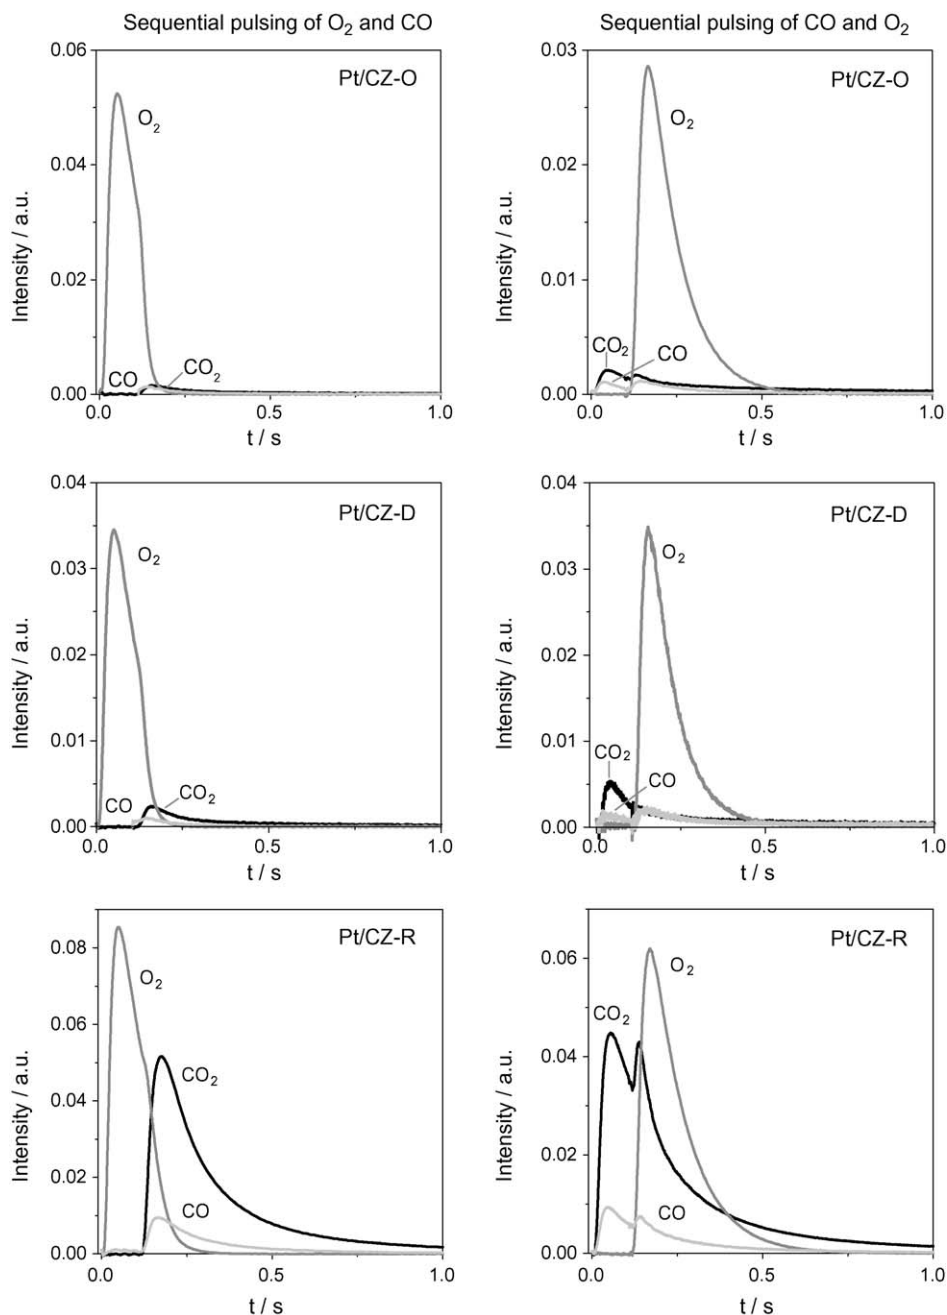 Sequential pulsing of O₂ and CO
Sequential pulsing of CO and O₂
0.06
0.04
0.02
0.00
Intensity / a.u.
Pt/CZ-O
O₂
CO
CO₂
0.0
0.5
1.0
t / s
0.03
0.02
0.01
0.00
Intensity / a.u.
Pt/CZ-O
O₂
CO₂
CO
0.0
0.5
1.0
t / s
0.04
0.03
0.02
0.01
0.00
Intensity / a.u.
Pt/CZ-D
O₂
CO
CO₂
0.0
0.5
1.0
t / s
0.04
0.03
0.02
0.01
0.00
Intensity / a.u.
Pt/CZ-D
O₂
CO₂
CO
0.0
0.5
1.0
t / s
0.08
0.06
0.04
0.02
0.00
Intensity / a.u.
Pt/CZ-R
O₂
CO₂
CO
0.0
0.5
1.0
t / s
0.06
0.04
0.02
0.00
Intensity / a.u.
Pt/CZ-R
O₂
CO₂
CO
0.0
0.5
1.0
t / s